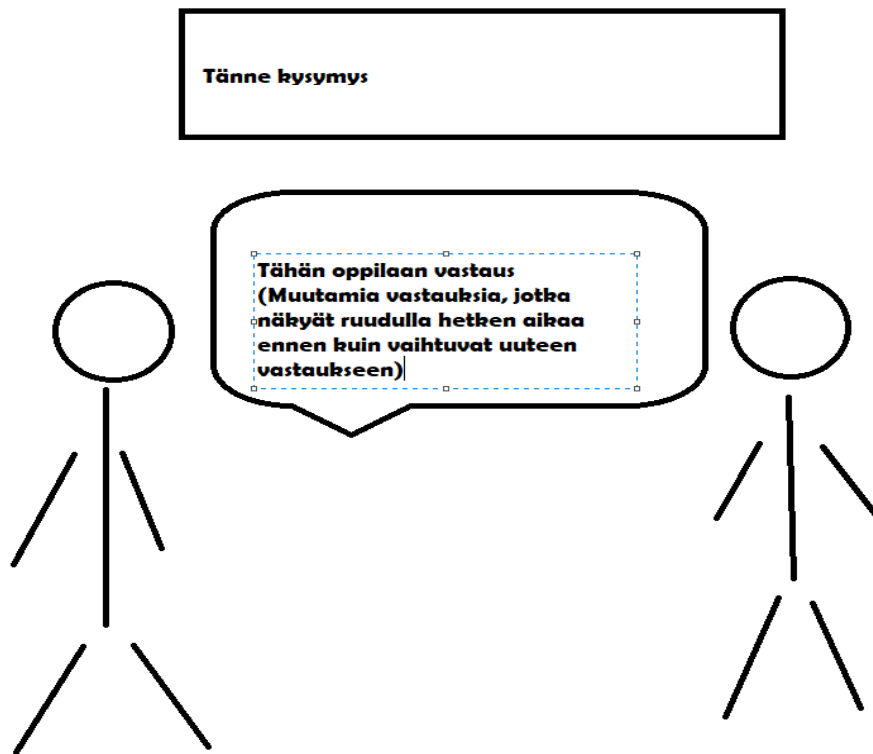 Tänne kysymys
Tähän oppilaan vastaus
(Muutamia vastauksia, jotka
näkyät ruudulla hetken aikaa
ennen kuin vaihtuvat uuteen
vastaukseen)